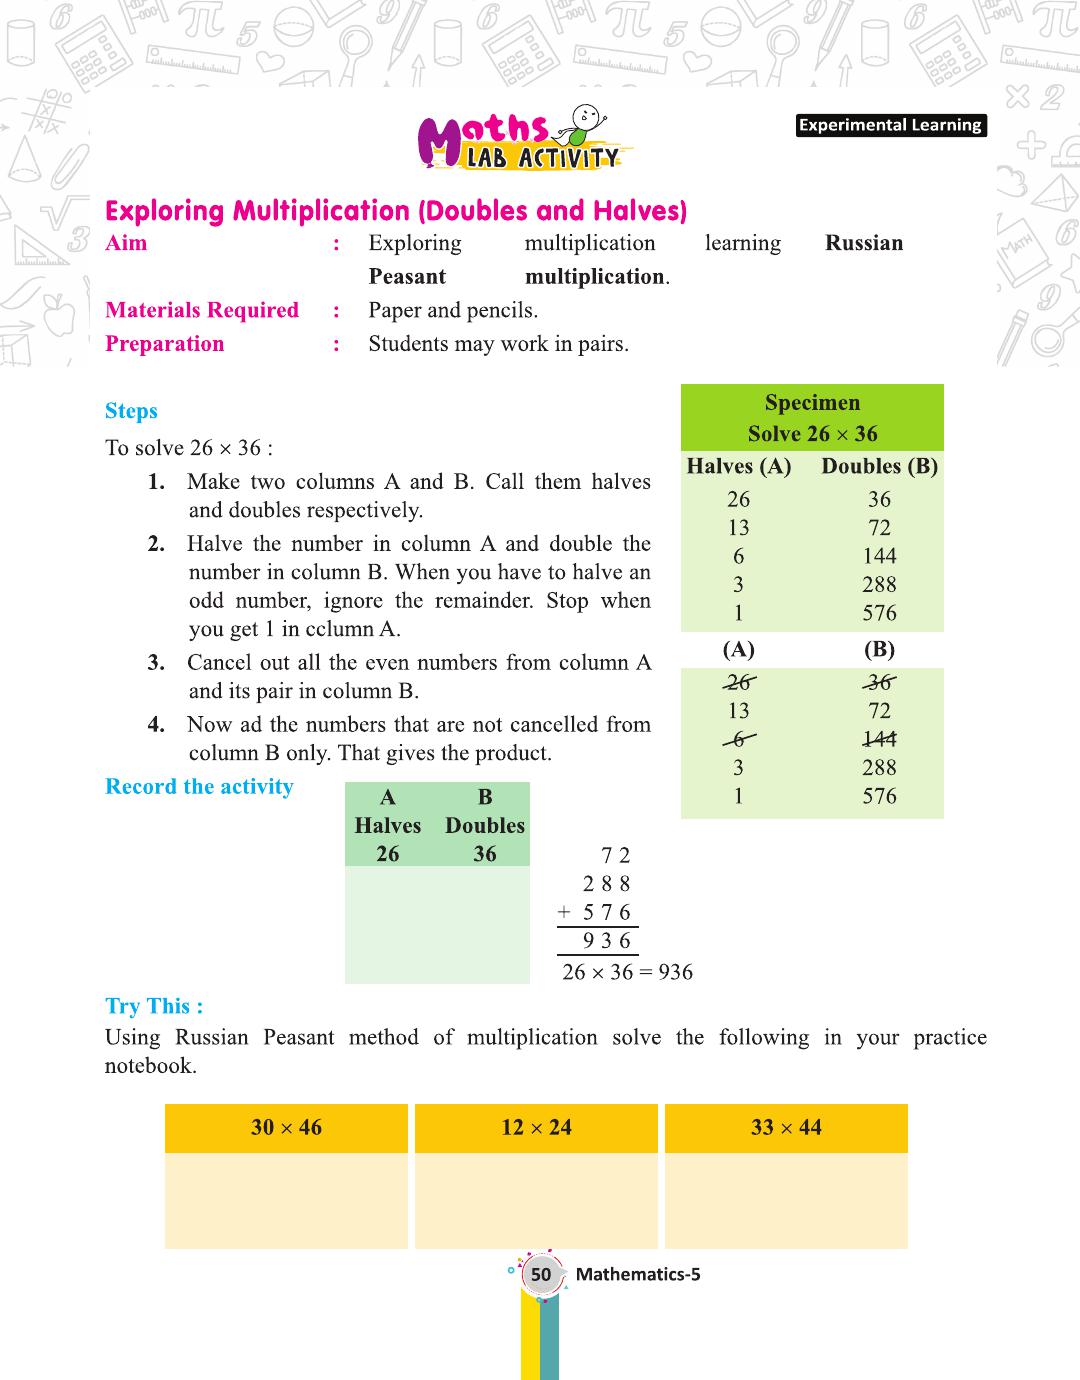 Maths
LAB ACTIVITY
Experimental Learning
Exploring Multiplication (Doubles and Halves)
Aim : Exploring multiplication learning Russian
Peasant multiplication.
Materials Required : Paper and pencils.
Preparation : Students may work in pairs.
Steps
To solve 26 × 36 :
1. Make two columns A and B. Call them halves
and doubles respectively.
2. Halve the number in column A and double the
number in column B. When you have to halve an
odd number, ignore the remainder. Stop when
you get 1 in cclumn A.
3. Cancel out all the even numbers from column A
and its pair in column B.
4. Now ad the numbers that are not cancelled from
column B only. That gives the product.
Specimen
Solve 26 × 36
Halves (A) Doubles (B)
26 36
13 72
6 144
3 288
1 576
(A) (B)
26 36
13 72
6 144
3 288
1 576
Record the activity
A B
Halves Doubles
26 36
7 2
2 8 8
+ 5 7 6
9 3 6
26 × 36 = 936
Try This :
Using Russian Peasant method of multiplication solve the following in your practice
notebook.
30 × 46 12 × 24 33 × 44
50 Mathematics-5